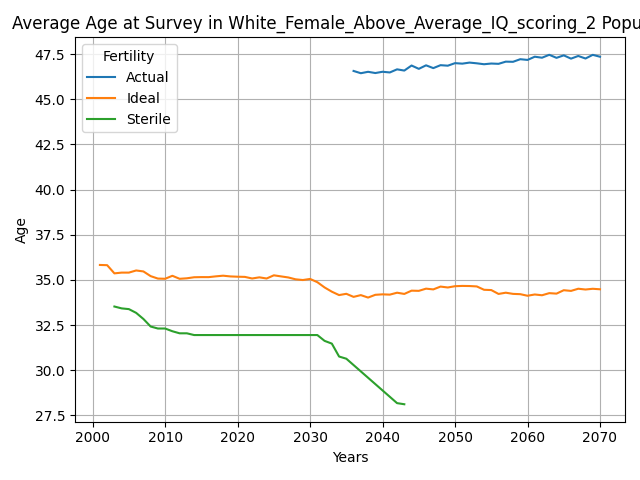 Average Age at Survey in White_Female_Above_Average_IQ_scoring_2 Popu
Fertility
Actual
Ideal
Sterile
47.5
45.0
42.5
40.0
37.5
35.0
32.5
30.0
27.5
Age
2000 2010 2020 2030 2040 2050 2060 2070
Years